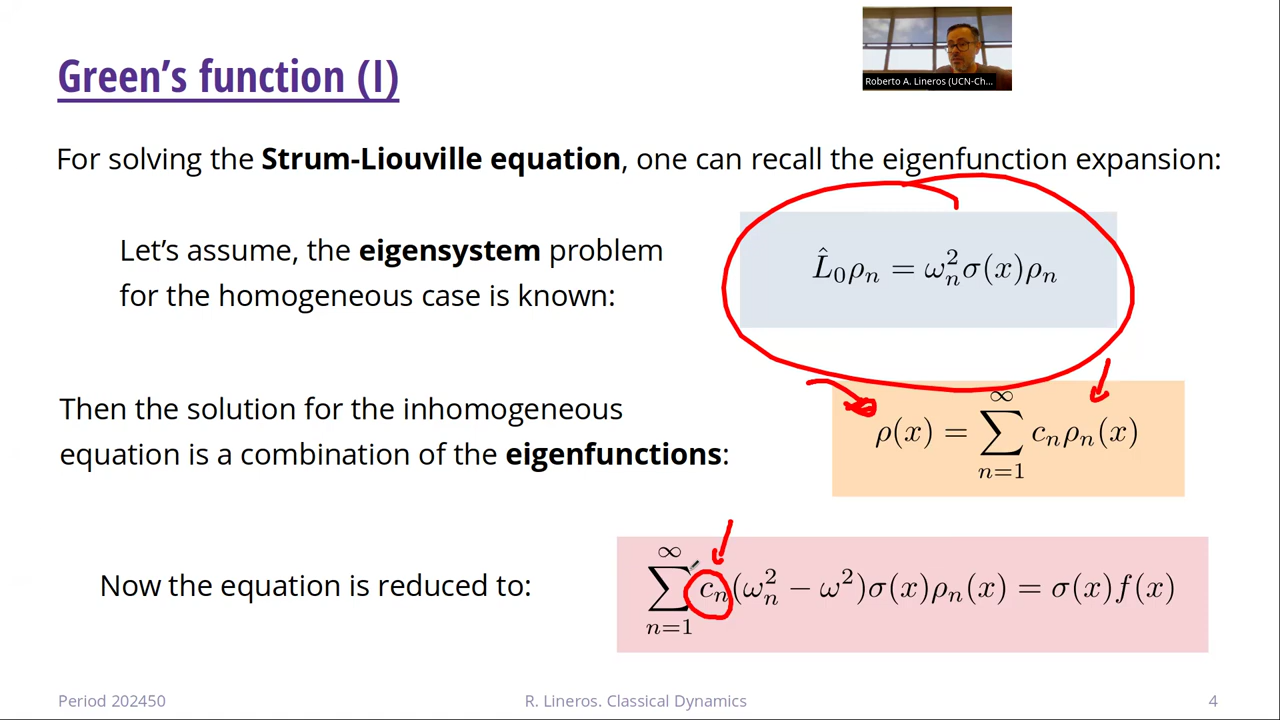 Green's function (I)
Roberto A. Lineros (UCN-Ch...
For solving the Strum-Liouville equation, one can recall the eigenfunction expansion:
Let's assume, the eigensystem problem
for the homogeneous case is known:
L̂₀ρₙ = ωₙ²σ(x)ρₙ
Then the solution for the inhomogeneous
equation is a combination of the eigenfunctions:
ρ(x) = ∑_{n=1}^{∞} cₙρₙ(x)
Now the equation is reduced to:
∑_{n=1}^{∞} cₙ(ωₙ² − ω²)σ(x)ρₙ(x) = σ(x)f(x)
Period 202450
R. Lineros. Classical Dynamics
4